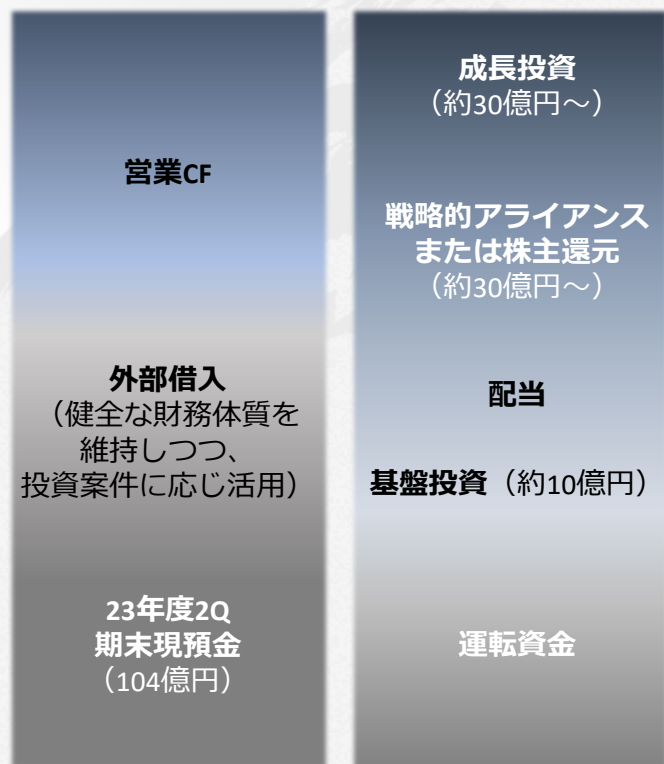 営業CF
外部借入
（健全な財務体質を
維持しつつ、
投資案件に応じ活用）
23年度2Q
期末現預金
（104億円）
成長投資
（約30億円～）
戦略的アライアンス
または株主還元
（約30億円～）
配当
基盤投資（約10億円）
運転資金